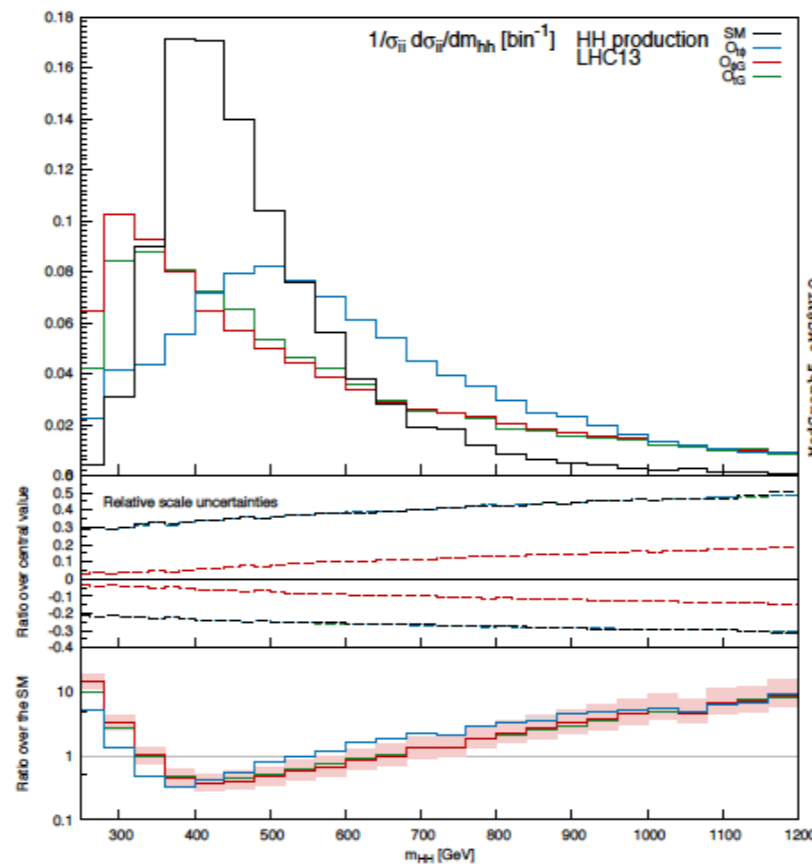 0.18
1/σii dσii/dmhh [bin-1] HH production
LHC13
SM
Otφ
OφG
OtG
0.16
0.14
0.12
0.1
0.08
0.06
0.04
0.02
0.5
0.4
0.3
0.2
0.1
0
-0.1
-0.2
-0.3
-0.4
Relative scale uncertainties
Ratio over central value
10
1
0.1
Ratio over the SM
300 400 500 600 700 800 900 1000 1100 1200
mHH [GeV]